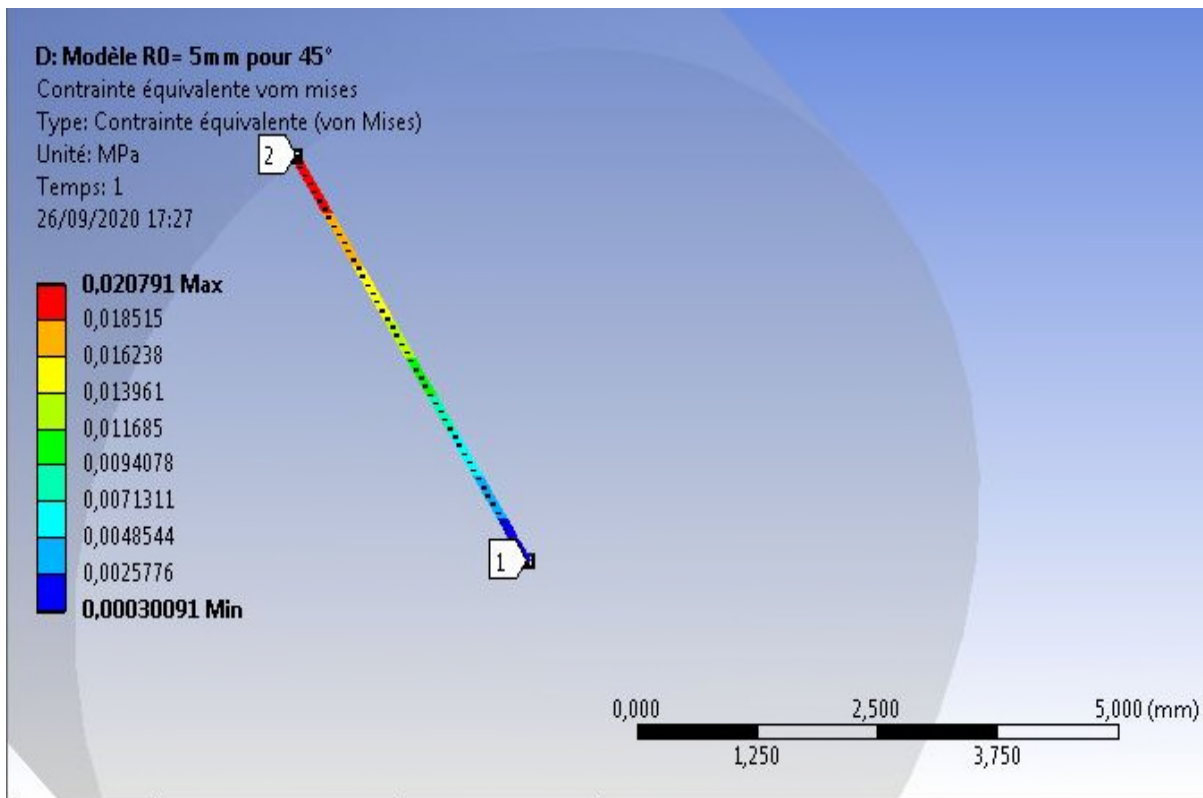 D: Modèle R0= 5mm pour 45°
Contrainte équivalente vom mises
Type: Contrainte équivalente (von Mises)
Unité: MPa
Temps: 1
26/09/2020 17:27
2
0,020791 Max
0,018515
0,016238
0,013961
0,011685
0,0094078
0,0071311
0,0048544
0,0025776
0,00030091 Min
1
0,000 2,500 5,000 (mm)
1,250 3,750